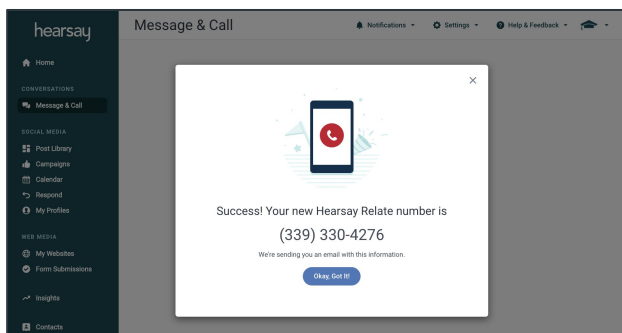 hearsay
Message & Call
Notifications
Settings
Help & Feedback
Home
CONVERSATIONS
Message & Call
SOCIAL MEDIA
Post Library
Campaigns
Calendar
Respond
My Profiles
WEB MEDIA
My Websites
Form Submissions
Insights
Contacts
Success! Your new Hearsay Relate number is
(339) 330-4276
We're sending you an email with this information.
Okay, Got It!